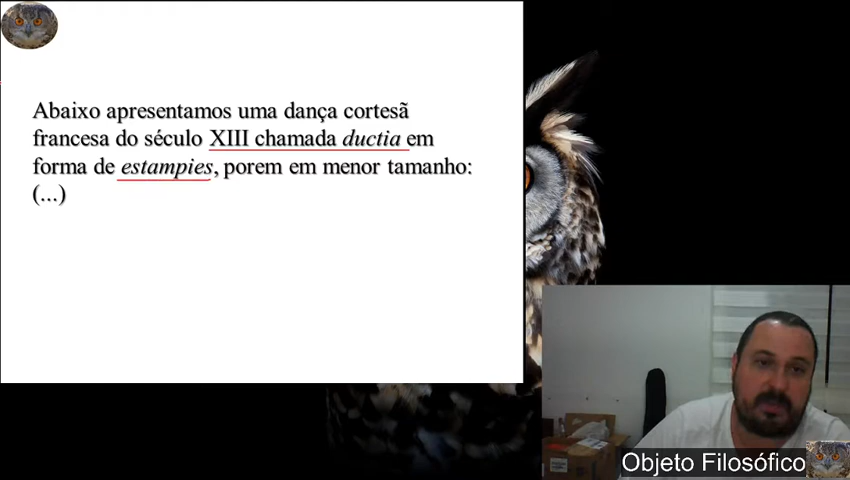 Abaixo apresentamos uma dança cortesã
francesa do século XIII chamada ductia em
forma de estampies, porem em menor tamanho:
(...)
Objeto Filosófico